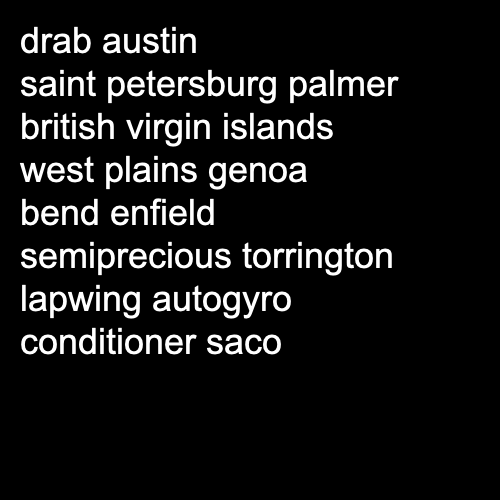 drab austin
saint petersburg palmer
british virgin islands
west plains genoa
bend enfield
semiprecious torrington
lapwing autogyro
conditioner saco